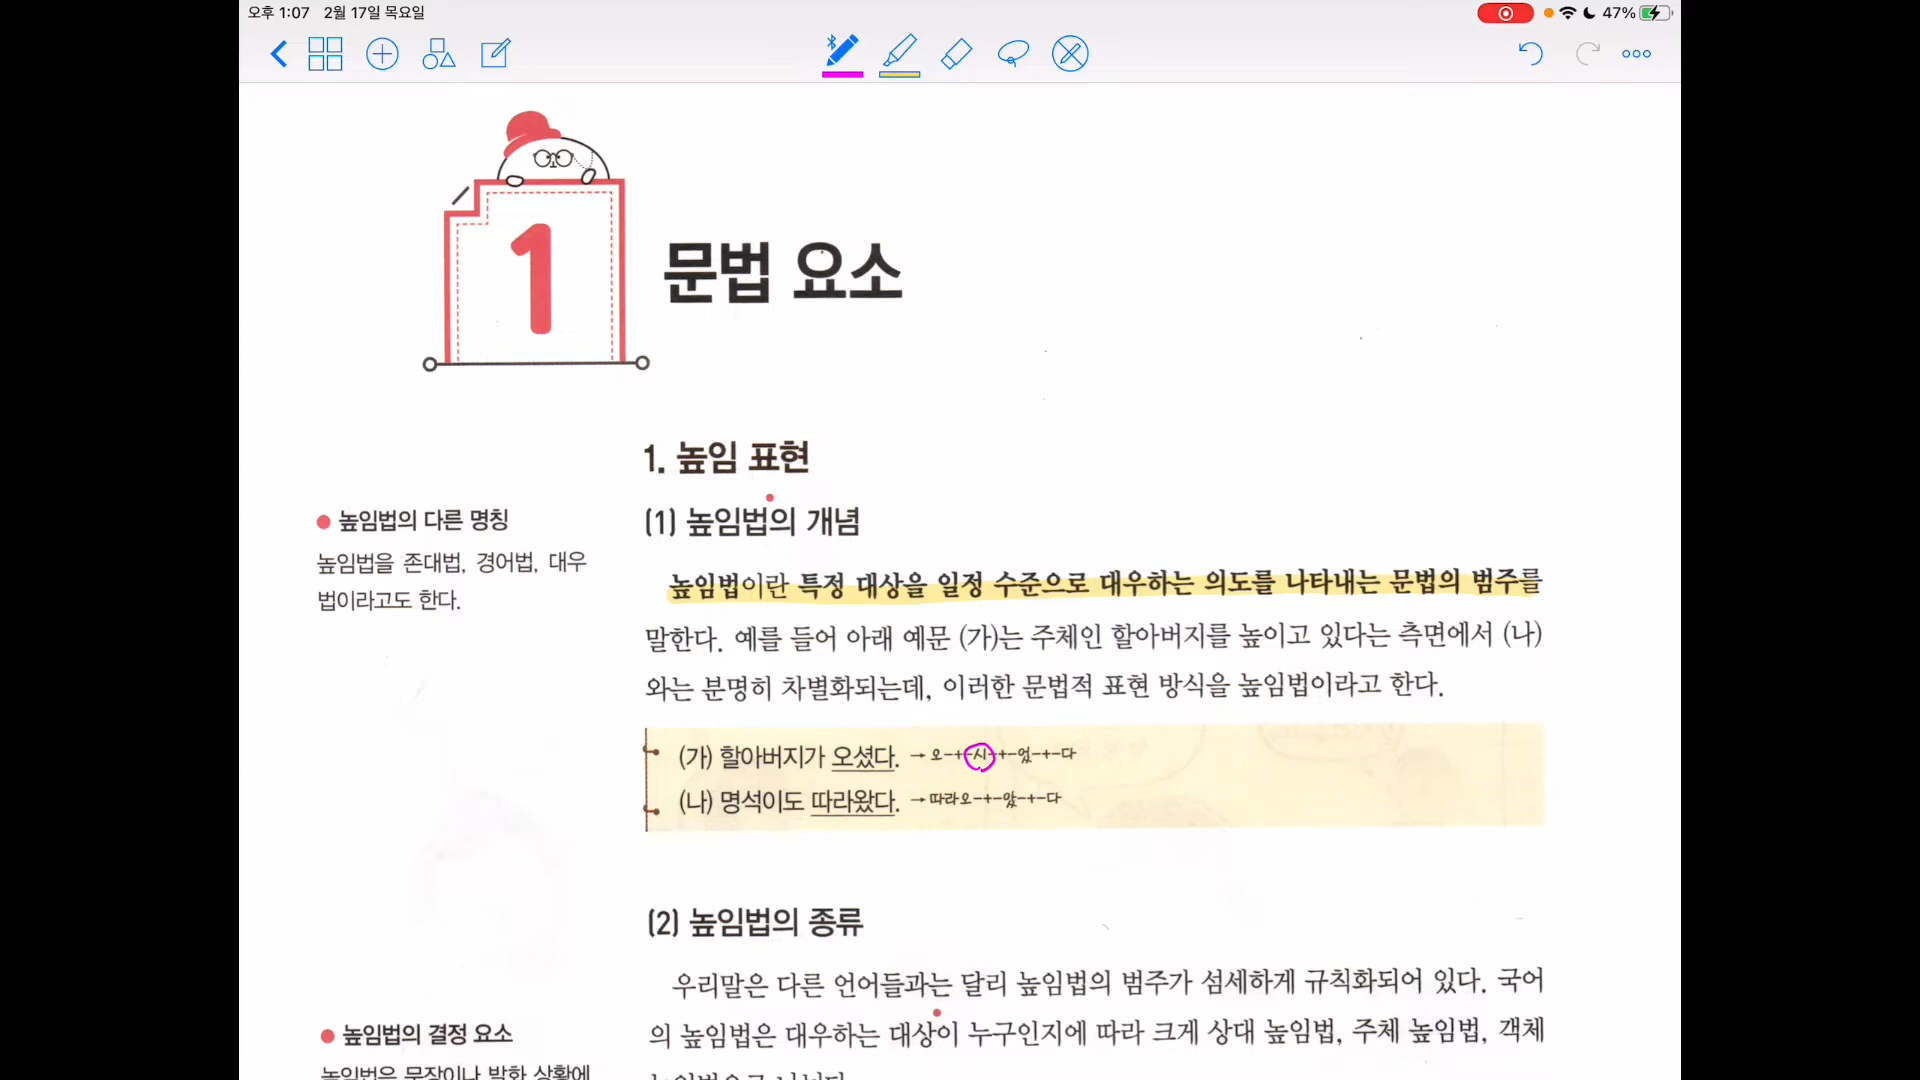 오후 1:07 2월 17일 목요일
47%
1
문법 요소
1. 높임 표현
(1) 높임법의 개념
● 높임법의 다른 명칭
높임법을 존대법, 경어법, 대우
법이라고도 한다.
높임법이란 특정 대상을 일정 수준으로 대우하는 의도를 나타내는 문법의 범주를
말한다. 예를 들어 아래 예문 (가)는 주체인 할아버지를 높이고 있다는 측면에서 (나)
와는 분명히 차별화되는데, 이러한 문법적 표현 방식을 높임법이라고 한다.
(가) 할아버지가 오셨다. → 오-+-시-+-었-+-다
(나) 명석이도 따라왔다. → 따라오-+-았-+-다
(2) 높임법의 종류
우리말은 다른 언어들과는 달리 높임법의 범주가 섬세하게 규칙화되어 있다. 국어
의 높임법은 대우하는 대상이 누구인지에 따라 크게 상대 높임법, 주체 높임법, 객체
● 높임법의 결정 요소
높임법은 문장이나 발화 상황에